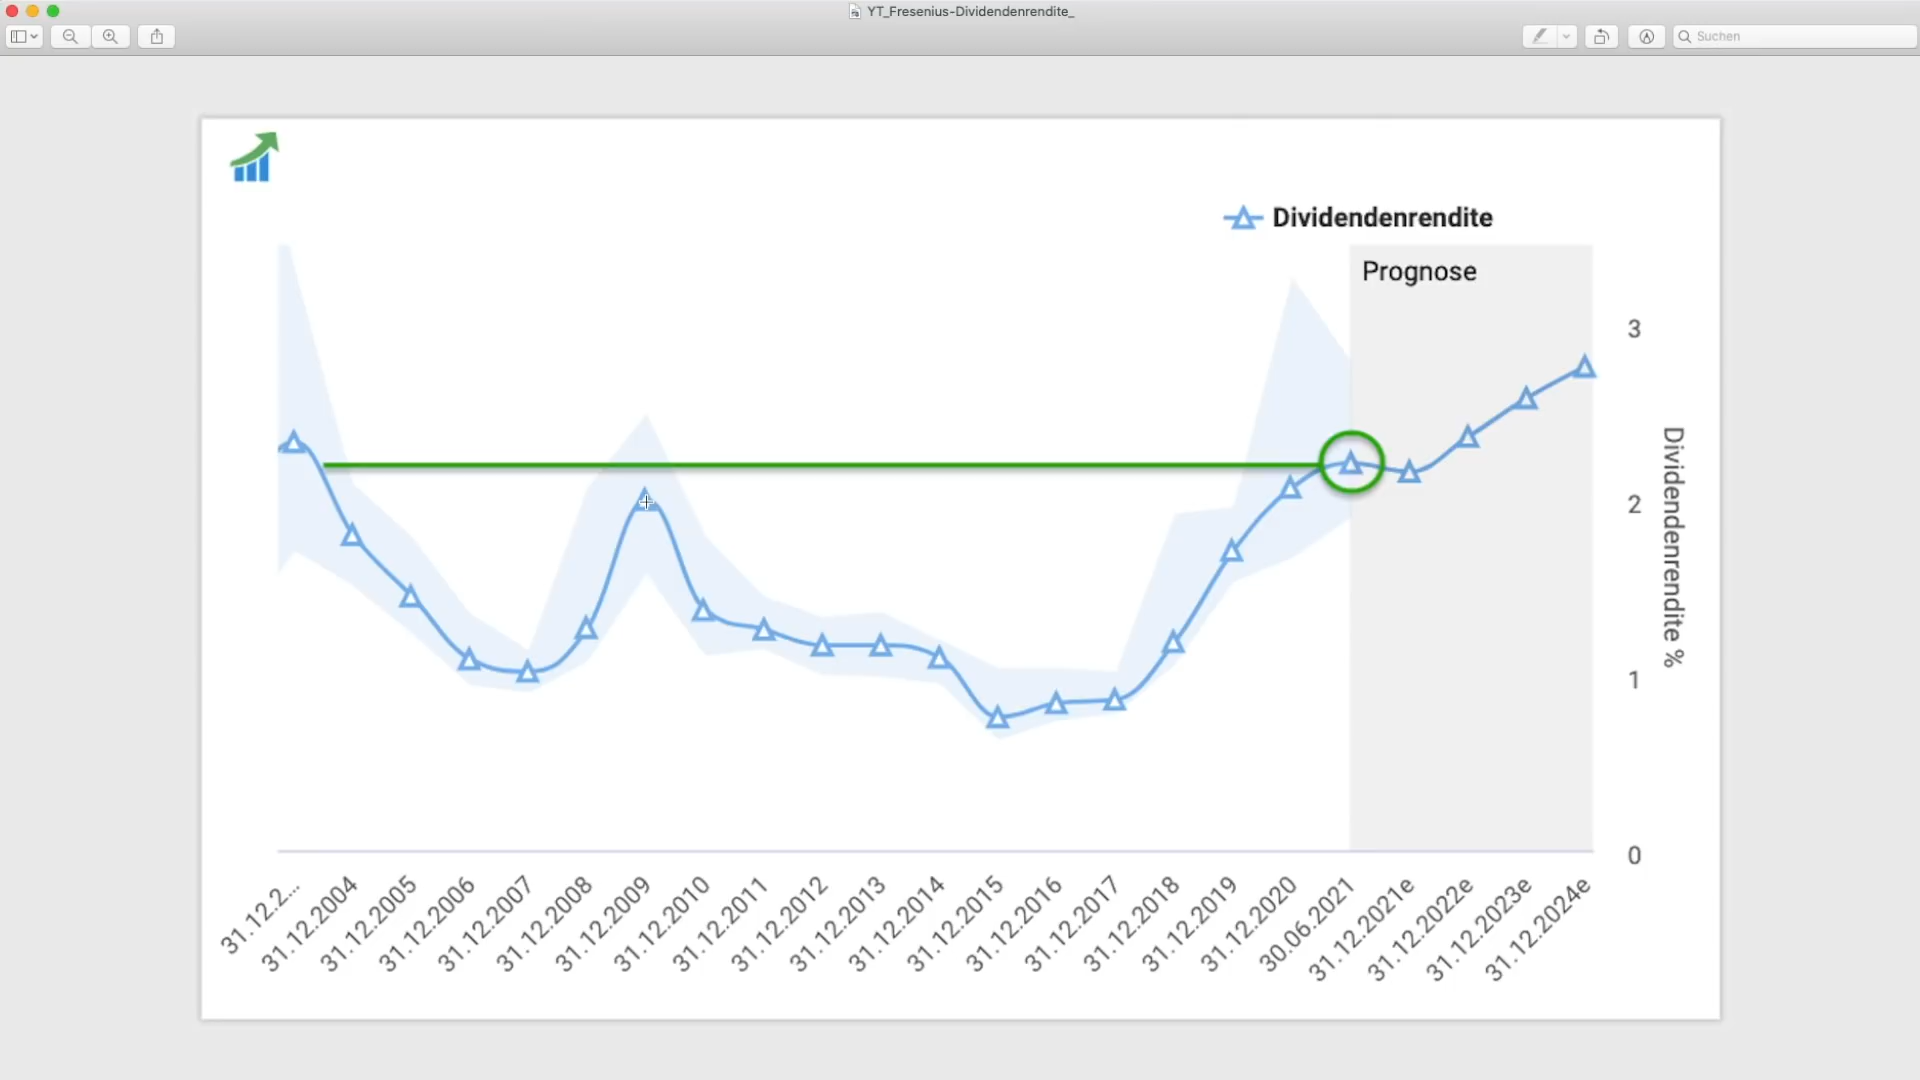 YT_Fresenius-Dividendenrendite_
Suchen
Dividendenrendite
Prognose
3
2
1
0
Dividendenrendite %
31.12.2...
31.12.2004
31.12.2005
31.12.2006
31.12.2007
31.12.2008
31.12.2009
31.12.2010
31.12.2011
31.12.2012
31.12.2013
31.12.2014
31.12.2015
31.12.2016
31.12.2017
31.12.2018
31.12.2019
31.12.2020
30.06.2021
31.12.2021e
31.12.2022e
31.12.2023e
31.12.2024e